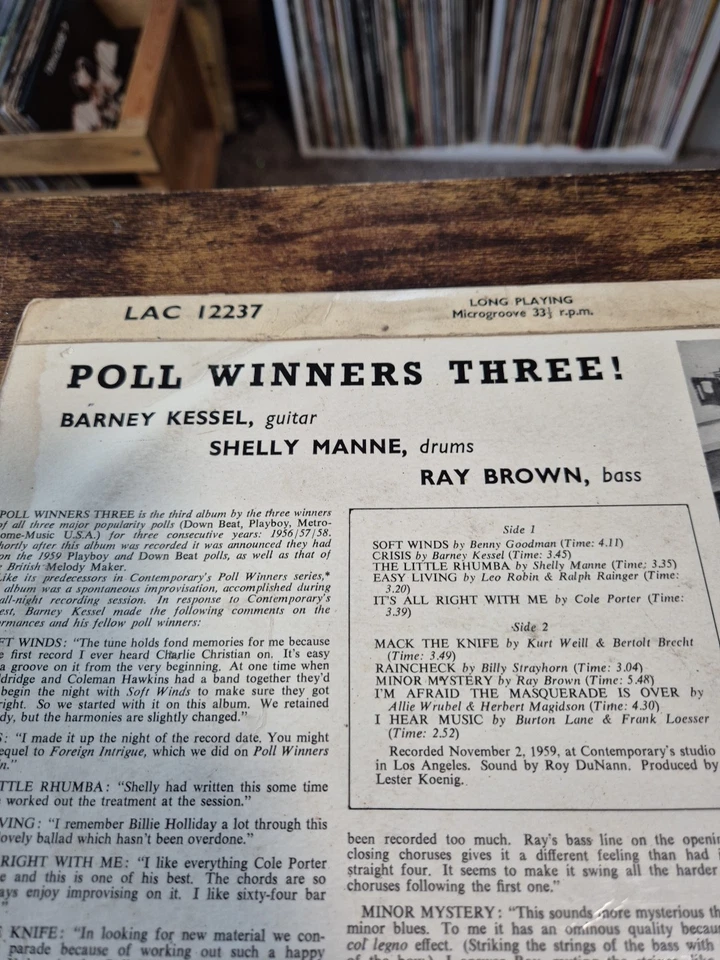 LAC 12237
LONG PLAYING
Microgroove 33⅓ r.p.m.
POLL WINNERS THREE!
BARNEY KESSEL, guitar
SHELLY MANNE, drums
RAY BROWN, bass
POLL WINNERS THREE is the third album by the three winners
of all three major popularity polls (Down Beat, Playboy, Metro-
ome-Music U.S.A.) for three consecutive years: 1956/57/58.
hortly after this album was recorded it was announced they had
on the 1959 Playboy and Down Beat polls, as well as that of
British Melody Maker.
Like its predecessors in Contemporary's Poll Winners series,*
album was a spontaneous improvisation, accomplished during
all-night recording session. In response to Contemporary's
est, Barney Kessel made the following comments on the
rmances and his fellow poll winners:
FT WINDS: "The tune holds fond memories for me because
first record I ever heard Charlie Christian on. It's easy
a groove on it from the very beginning. At one time when
ldridge and Coleman Hawkins had a band together they'd
begin the night with Soft Winds to make sure they got
right. So we started with it on this album. We retained
dy, but the harmonies are slightly changed."
S: "I made it up the night of the record date. You might
equel to Foreign Intrigue, which we did on Poll Winners
n."
ITTLE RHUMBA: "Shelly had written this some time
worked out the treatment at the session."
VING: "I remember Billie Holliday a lot through this
lovely ballad which hasn't been overdone."
RIGHT WITH ME: "I like everything Cole Porter
e and this is one of his best. The chords are so
ays enjoy improvising on it. I like sixty-four bar
"
KNIFE: "In looking for new material we con-
parade because of working out such a happy
Side 1
SOFT WINDS by Benny Goodman (Time: 4.11)
CRISIS by Barney Kessel (Time: 3.45)
THE LITTLE RHUMBA by Shelly Manne (Time: 3.35)
EASY LIVING by Leo Robin & Ralph Rainger (Time:
3.20)
IT'S ALL RIGHT WITH ME by Cole Porter (Time:
3.39)
Side 2
MACK THE KNIFE by Kurt Weill & Bertolt Brecht
(Time: 3.49)
RAINCHECK by Billy Strayhorn (Time: 3.04)
MINOR MYSTERY by Ray Brown (Time: 5.48)
I'M AFRAID THE MASQUERADE IS OVER by
Allie Wrubel & Herbert Magidson (Time: 4.30)
I HEAR MUSIC by Burton Lane & Frank Loesser
(Time: 2.52)
Recorded November 2, 1959, at Contemporary's studio
in Los Angeles. Sound by Roy DuNann. Produced by
Lester Koenig.
been recorded too much. Ray's bass line on the openi
closing choruses gives it a different feeling than had i
straight four. It seems to make it swing all the harder
choruses following the first one."
MINOR MYSTERY: "This sounds more mysterious th
minor blues. To me it has an ominous quality becau
col legno effect. (Striking the strings of the bass with